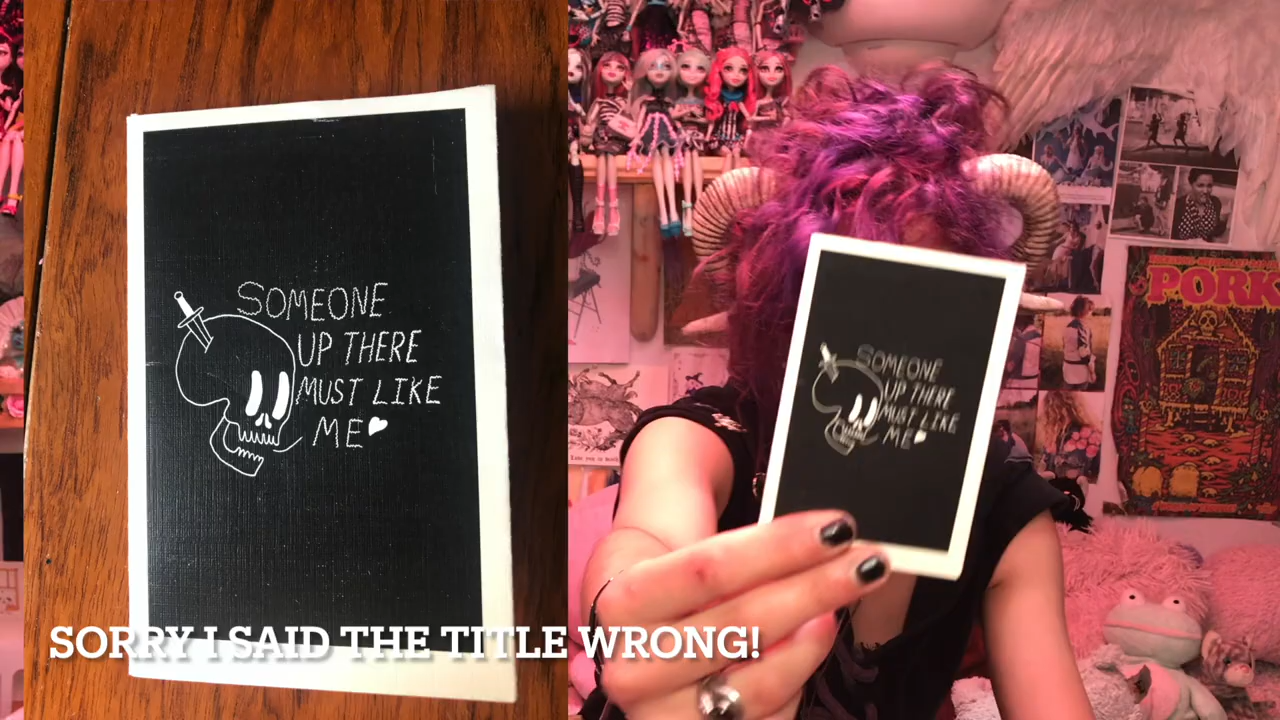 SOMEONE
UP THERE
MUST LIKE
ME
SOMEONE
UP THERE
MUST LIKE
ME
PORK
SORRY I SAID THE TITLE WRONG!